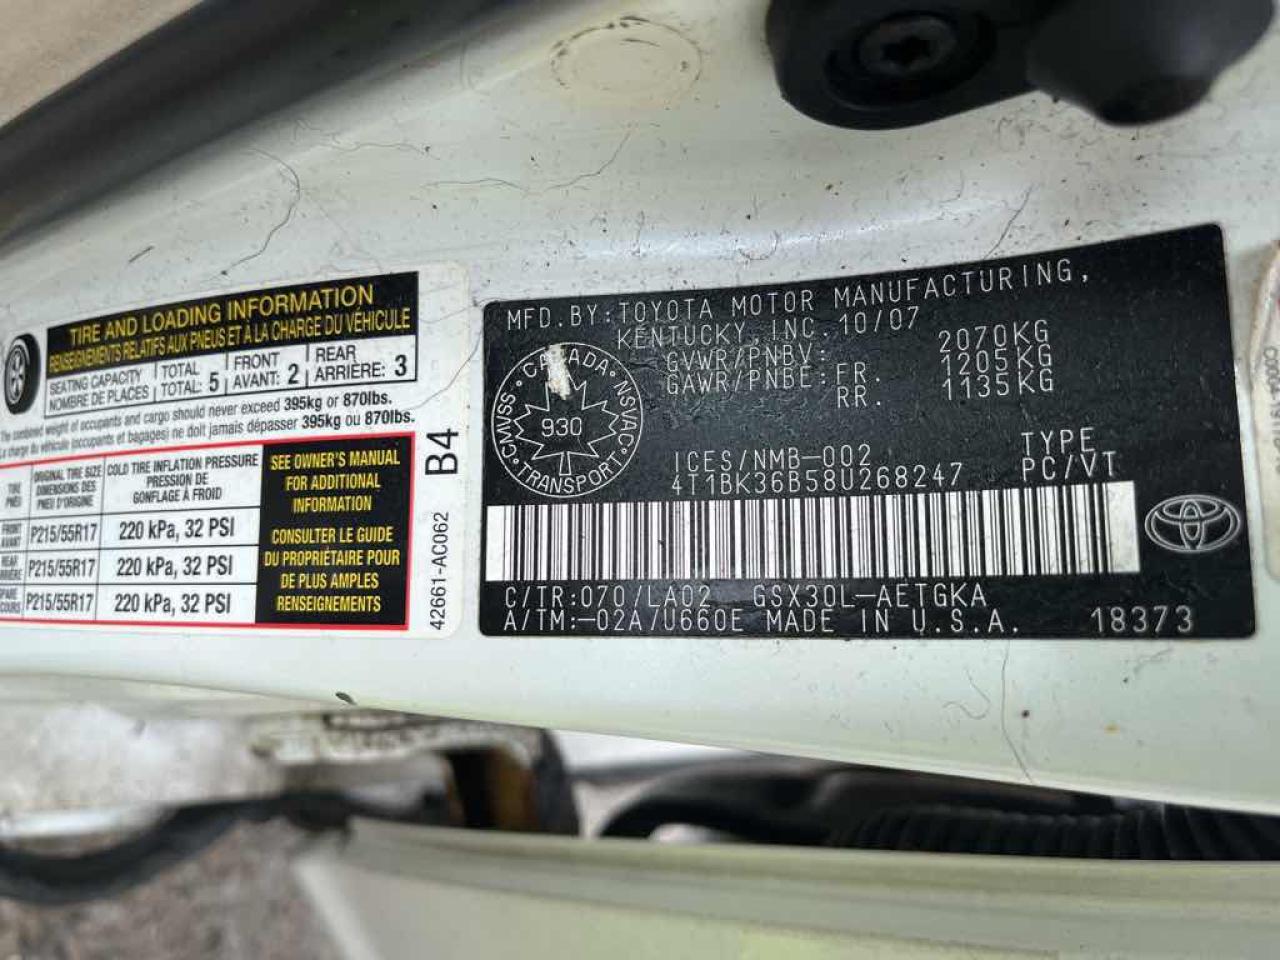 TIRE AND LOADING INFORMATION
RENSEIGNEMENTS RELATIFS AUX PNEUS ET À LA CHARGE DU VÉHICULE
SEATING CAPACITY
NOMBRE DE PLACES
TOTAL
TOTAL: 5
FRONT
AVANT: 2
REAR
ARRIÈRE: 3
The combined weight of occupants and cargo should never exceed 395kg or 870lbs.
La charge du véhicule (occupants et bagages) ne doit jamais dépasser 395kg ou 870lbs.
TIRE
PNEU
ORIGINAL TIRE SIZE
DIMENSIONS DES
PNEU D'ORIGINE
COLD TIRE INFLATION PRESSURE
PRESSION DE
GONFLAGE À FROID
FRONT
AVANT
P215/55R17
220 kPa, 32 PSI
REAR
ARRIÈRE
P215/55R17
220 kPa, 32 PSI
SPARE
SECOURS
P215/55R17
220 kPa, 32 PSI
SEE OWNER'S MANUAL
FOR ADDITIONAL
INFORMATION
CONSULTER LE GUIDE
DU PROPRIÉTAIRE POUR
DE PLUS AMPLES
RENSEIGNEMENTS
B4
42661-AC062
MFD.BY:TOYOTA MOTOR MANUFACTURING,
KENTUCKY, INC. 10/07
GVWR/PNBV: 2070KG
GAWR/PNBE: FR. 1205KG
RR. 1135KG
CANADA NSVAC
930
CMVSS TRANSPORT
ICES/NMB-002
4T1BK36B58U268247
TYPE
PC/VT
C/TR:070/LA02 GSX30L-AETGKA
A/TM:-02A/U660E MADE IN U.S.A. 18373